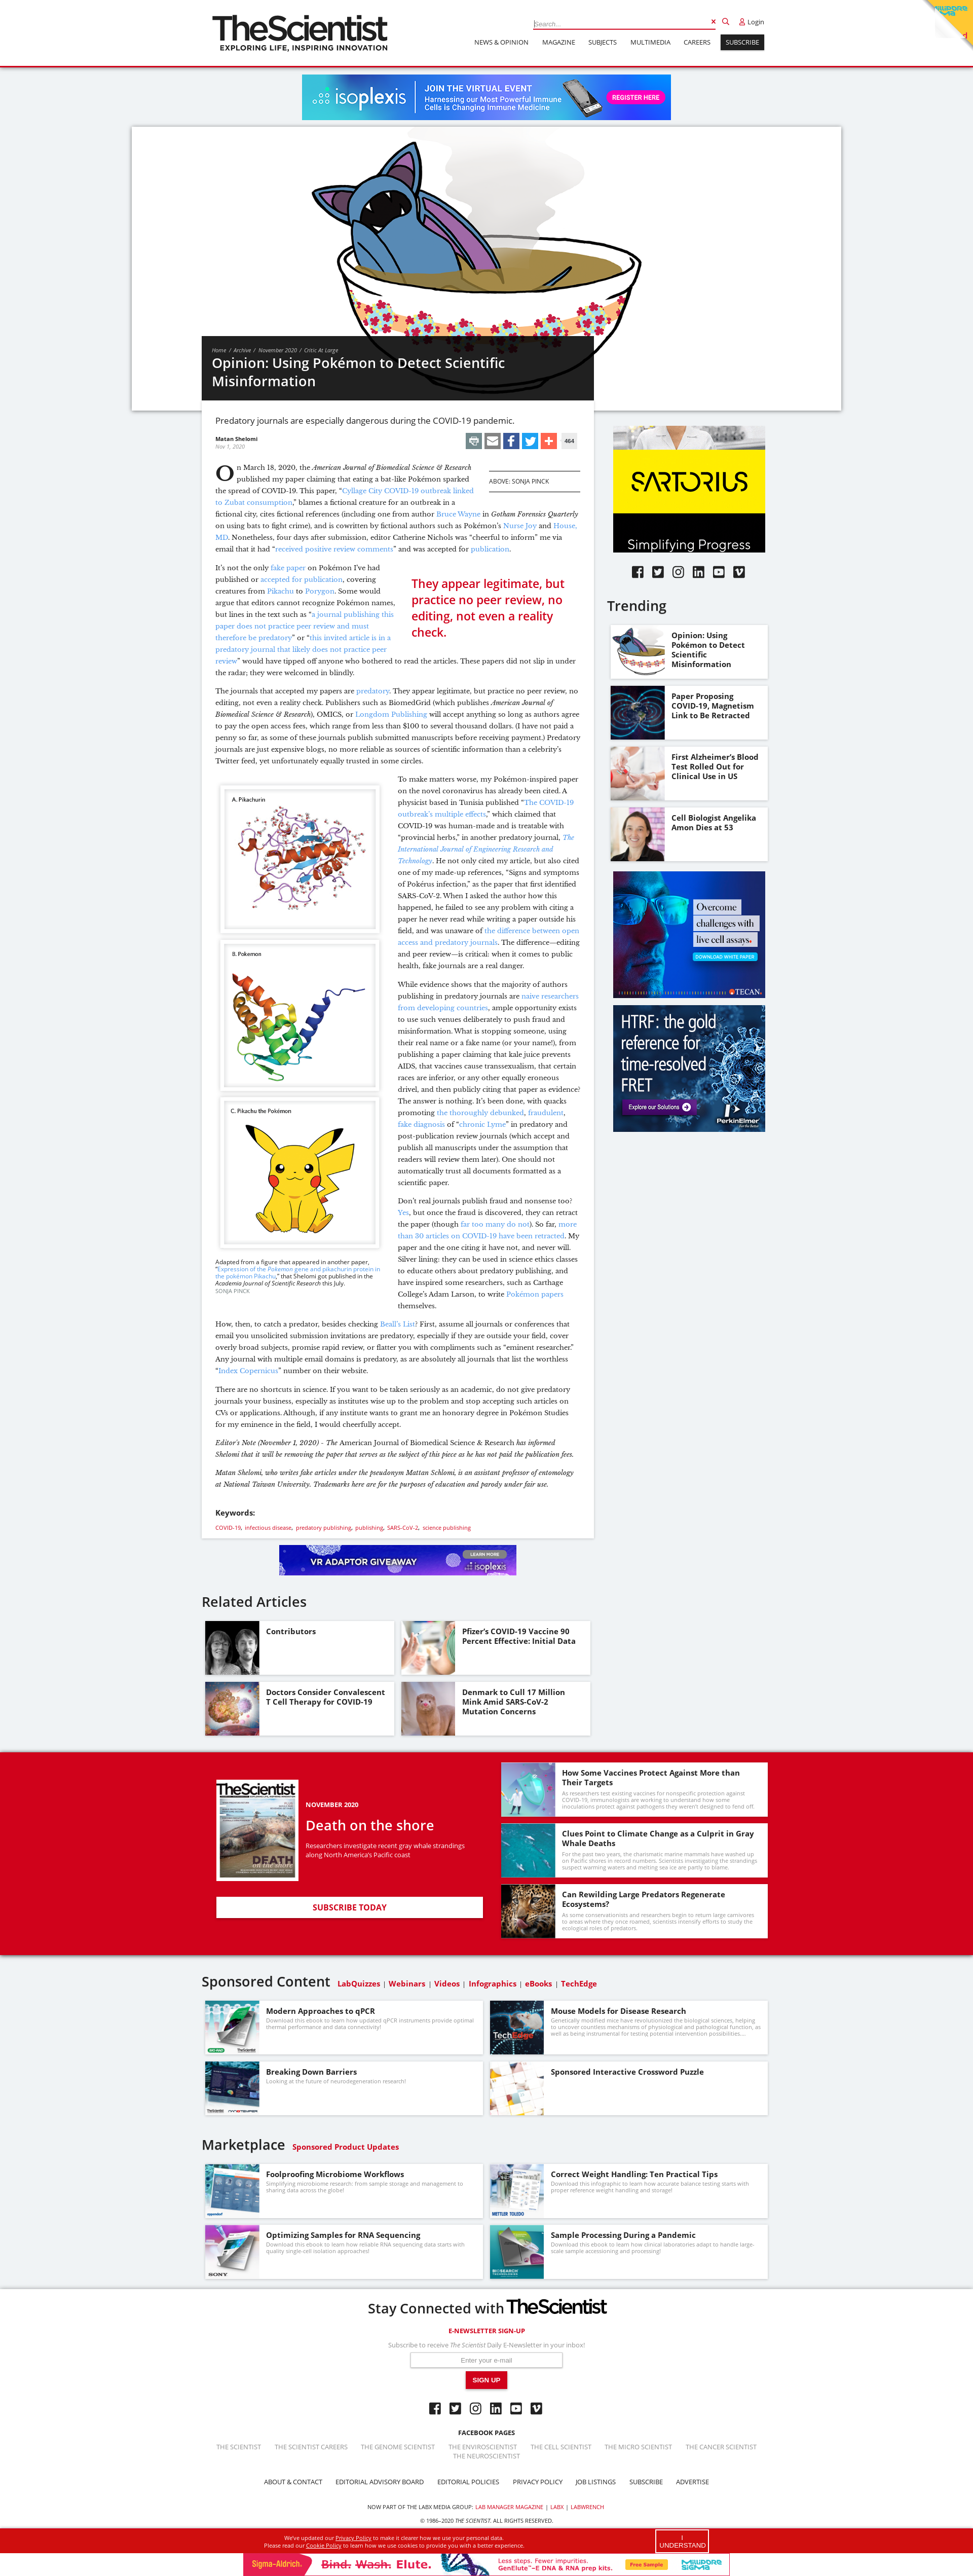 TheScientist
EXPLORING LIFE, INSPIRING INNOVATION
Search...
Login
NEWS & OPINION MAGAZINE SUBJECTS MULTIMEDIA CAREERS SUBSCRIBE
isoplexis
JOIN THE VIRTUAL EVENT
Harnessing our Most Powerful Immune
Cells Is Changing Immune Medicine
REGISTER HERE
Home / Archive / November 2020 / Critic At Large
Opinion: Using Pokémon to Detect Scientific
Misinformation
Predatory journals are especially dangerous during the COVID-19 pandemic.
Matan Shelomi
Nov 1, 2020
464
ABOVE: SONJA PINCK
On March 18, 2020, the American Journal of Biomedical Science & Research
published my paper claiming that eating a bat-like Pokémon sparked
the spread of COVID-19. This paper, “Cyllage City COVID-19 outbreak linked
to Zubat consumption,” blames a fictional creature for an outbreak in a
fictional city, cites fictional references (including one from author Bruce Wayne in Gotham Forensics Quarterly
on using bats to fight crime), and is cowritten by fictional authors such as Pokémon’s Nurse Joy and House,
MD. Nonetheless, four days after submission, editor Catherine Nichols was “cheerful to inform” me via
email that it had “received positive review comments” and was accepted for publication.
It’s not the only fake paper on Pokémon I’ve had
published or accepted for publication, covering
creatures from Pikachu to Porygon. Some would
argue that editors cannot recognize Pokémon names,
but lines in the text such as “a journal publishing this
paper does not practice peer review and must
therefore be predatory” or “this invited article is in a
predatory journal that likely does not practice peer
review” would have tipped off anyone who bothered to read the articles. These papers did not slip in under
the radar; they were welcomed in blindly.
They appear legitimate, but
practice no peer review, no
editing, not even a reality
check.
The journals that accepted my papers are predatory. They appear legitimate, but practice no peer review, no
editing, not even a reality check. Publishers such as BiomedGrid (which publishes American Journal of
Biomedical Science & Research), OMICS, or Longdom Publishing will accept anything so long as authors agree
to pay the open access fees, which range from less than $100 to several thousand dollars. (I have not paid a
penny so far, as some of these journals publish submitted manuscripts before receiving payment.) Predatory
journals are just expensive blogs, no more reliable as sources of scientific information than a celebrity’s
Twitter feed, yet unfortunately equally trusted in some circles.
A. Pikachurin
B. Pokemon
C. Pikachu the Pokémon
Adapted from a figure that appeared in another paper,
“Expression of the Pokemon gene and pikachurin protein in
the pokémon Pikachu,” that Shelomi got published in the
Academia Journal of Scientific Research this July.
SONJA PINCK
To make matters worse, my Pokémon-inspired paper
on the novel coronavirus has already been cited. A
physicist based in Tunisia published “The COVID-19
outbreak’s multiple effects,” which claimed that
COVID-19 was human-made and is treatable with
“provincial herbs,” in another predatory journal, The
International Journal of Engineering Research and
Technology. He not only cited my article, but also cited
one of my made-up references, “Signs and symptoms
of Pokérus infection,” as the paper that first identified
SARS-CoV-2. When I asked the author how this
happened, he failed to see any problem with citing a
paper he never read while writing a paper outside his
field, and was unaware of the difference between open
access and predatory journals. The difference—editing
and peer review—is critical: when it comes to public
health, fake journals are a real danger.
While evidence shows that the majority of authors
publishing in predatory journals are naive researchers
from developing countries, ample opportunity exists
to use such venues deliberately to push fraud and
misinformation. What is stopping someone, using
their real name or a fake name (or your name!), from
publishing a paper claiming that kale juice prevents
AIDS, that vaccines cause transsexualism, that certain
races are inferior, or any other equally erroneous
drivel, and then publicly citing that paper as evidence?
The answer is nothing. It’s been done, with quacks
promoting the thoroughly debunked, fraudulent,
fake diagnosis of “chronic Lyme” in predatory and
post-publication review journals (which accept and
publish all manuscripts under the assumption that
readers will review them later). One should not
automatically trust all documents formatted as a
scientific paper.
Don’t real journals publish fraud and nonsense too?
Yes, but once the fraud is discovered, they can retract
the paper (though far too many do not). So far, more
than 30 articles on COVID-19 have been retracted. My
paper and the one citing it have not, and never will.
Silver lining: they can be used in science ethics courses
to educate others about predatory publishing, and
have inspired some researchers, such as Carthage
College’s Adam Larson, to write Pokémon papers
themselves.
How, then, to catch a predator, besides checking Beall’s List? First, assume all journals or conferences that
email you unsolicited submission invitations are predatory, especially if they are outside your field, cover
overly broad subjects, promise rapid review, or flatter you with compliments such as “eminent researcher.”
Any journal with multiple email domains is predatory, as are absolutely all journals that list the worthless
“Index Copernicus” number on their website.
There are no shortcuts in science. If you want to be taken seriously as an academic, do not give predatory
journals your business, especially as institutes wise up to the problem and stop accepting such articles on
CVs or applications. Although, if any institute wants to grant me an honorary degree in Pokémon Studies
for my eminence in the field, I would cheerfully accept.
Editor’s Note (November 1, 2020) - The American Journal of Biomedical Science & Research has informed
Shelomi that it will be removing the paper that serves as the subject of this piece as he has not paid the publication fees.
Matan Shelomi, who writes fake articles under the pseudonym Mattan Schlomi, is an assistant professor of entomology
at National Taiwan University. Trademarks here are for the purposes of education and parody under fair use.
Keywords:
COVID-19, infectious disease, predatory publishing, publishing, SARS-CoV-2, science publishing
SARTORIUS
Simplifying Progress
Trending
Opinion: Using
Pokémon to Detect
Scientific
Misinformation
Paper Proposing
COVID-19, Magnetism
Link to Be Retracted
First Alzheimer’s Blood
Test Rolled Out for
Clinical Use in US
Cell Biologist Angelika
Amon Dies at 53
Overcome
challenges with
live cell assays.
DOWNLOAD WHITE PAPER
TECAN
HTRF: the gold
reference for
time-resolved
FRET
Explore our Solutions
PerkinElmer
VR ADAPTOR GIVEAWAY
LEARN MORE
isoplexis
Related Articles
Contributors
Pfizer’s COVID-19 Vaccine 90
Percent Effective: Initial Data
Doctors Consider Convalescent
T Cell Therapy for COVID-19
Denmark to Cull 17 Million
Mink Amid SARS-CoV-2
Mutation Concerns
TheScientist
DEATH
on the shore
NOVEMBER 2020
Death on the shore
Researchers investigate recent gray whale strandings
along North America’s Pacific coast
SUBSCRIBE TODAY
How Some Vaccines Protect Against More than
Their Targets
As researchers test existing vaccines for nonspecific protection against
COVID-19, immunologists are working to understand how some
inoculations protect against pathogens they weren’t designed to fend off.
Clues Point to Climate Change as a Culprit in Gray
Whale Deaths
For the past two years, the charismatic marine mammals have washed up
on Pacific shores in record numbers. Scientists investigating the strandings
suspect warming waters and melting sea ice are partly to blame.
Can Rewilding Large Predators Regenerate
Ecosystems?
As some conservationists and researchers begin to return large carnivores
to areas where they once roamed, scientists intensify efforts to study the
ecological roles of predators.
Sponsored Content LabQuizzes | Webinars | Videos | Infographics | eBooks | TechEdge
Modern Approaches to qPCR
Download this ebook to learn how updated qPCR instruments provide optimal
thermal performance and data connectivity!
TechEdge
Mouse Models for Disease Research
Genetically modified mice have revolutionized the biological sciences, helping
to uncover countless mechanisms of physiological and pathological function, as
well as being instrumental for testing potential intervention possibilities....
Breaking Down Barriers
Looking at the future of neurodegeneration research!
Sponsored Interactive Crossword Puzzle
Marketplace Sponsored Product Updates
Foolproofing Microbiome Workflows
Simplifying microbiome research: from sample storage and management to
sharing data across the globe!
METTLER TOLEDO
Correct Weight Handling: Ten Practical Tips
Download this infographic to learn how accurate balance testing starts with
proper reference weight handling and storage!
SONY
Optimizing Samples for RNA Sequencing
Download this ebook to learn how reliable RNA sequencing data starts with
quality single-cell isolation approaches!
Sample Processing During a Pandemic
Download this ebook to learn how clinical laboratories adapt to handle large-
scale sample accessioning and processing!
Stay Connected with TheScientist
E-NEWSLETTER SIGN-UP
Subscribe to receive The Scientist Daily E-Newsletter in your inbox!
Enter your e-mail
SIGN UP
FACEBOOK PAGES
THE SCIENTIST THE SCIENTIST CAREERS THE GENOME SCIENTIST THE ENVIROSCIENTIST THE CELL SCIENTIST THE MICRO SCIENTIST THE CANCER SCIENTIST
THE NEUROSCIENTIST
ABOUT & CONTACT EDITORIAL ADVISORY BOARD EDITORIAL POLICIES PRIVACY POLICY JOB LISTINGS SUBSCRIBE ADVERTISE
NOW PART OF THE LABX MEDIA GROUP: LAB MANAGER MAGAZINE | LABX | LABWRENCH
© 1986–2020 THE SCIENTIST. ALL RIGHTS RESERVED.
We've updated our Privacy Policy to make it clearer how we use your personal data.
Please read our Cookie Policy to learn how we use cookies to provide you with a better experience.
I
UNDERSTAND
Sigma-Aldrich.
Bind. Wash. Elute.
Less steps. Fewer impurities.
GenElute™-E DNA & RNA prep kits.
Free Sample